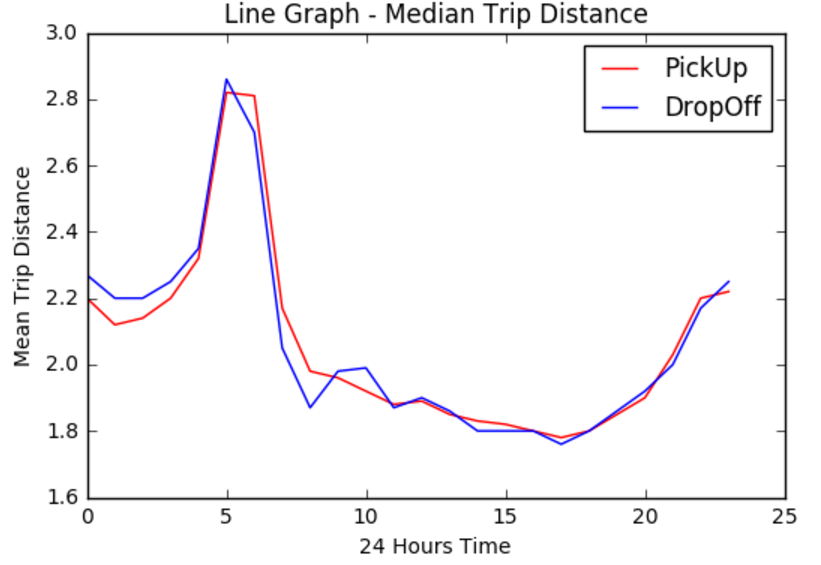 Line Graph - Median Trip Distance
3.0
2.8
2.6
2.4
2.2
2.0
1.8
1.6
Mean Trip Distance
PickUp
DropOff
0 5 10 15 20 25
24 Hours Time